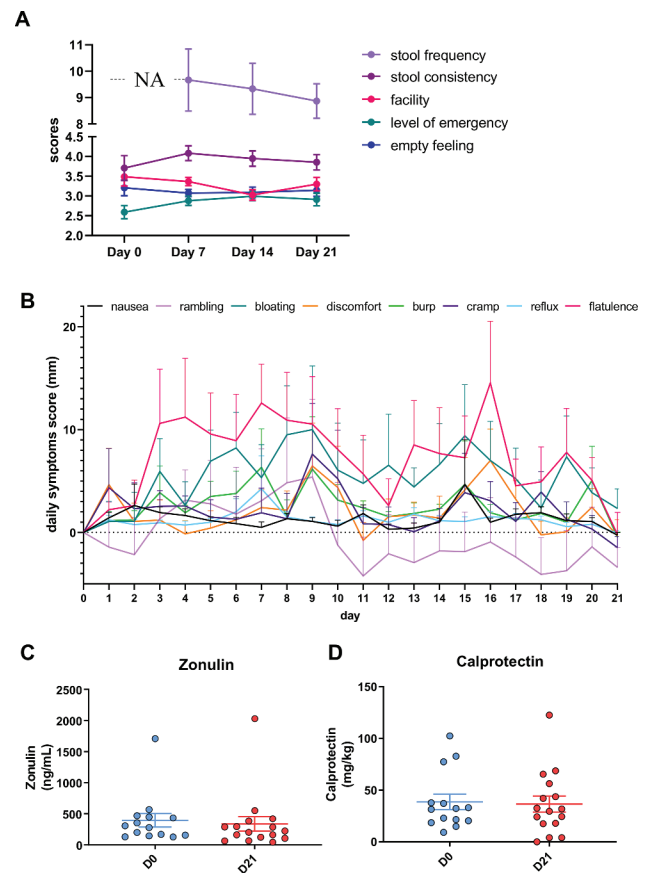 A
11
10
9
8
4.5
4.0
3.5
3.0
2.5
2.0
scores
NA
Day 0 Day 7 Day 14 Day 21
stool frequency
stool consistency
facility
level of emergency
empty feeling
B
nausea rambling bloating discomfort burp cramp reflux flatulence
20
10
0
daily symptoms score (mm)
0 1 2 3 4 5 6 7 8 9 10 11 12 13 14 15 16 17 18 19 20 21
day
C
Zonulin
2500
2000
1500
1000
500
0
Zonulin
(ng/mL)
D0 D21
D
Calprotectin
150
100
50
0
Calprotectin
(mg/kg)
D0 D21